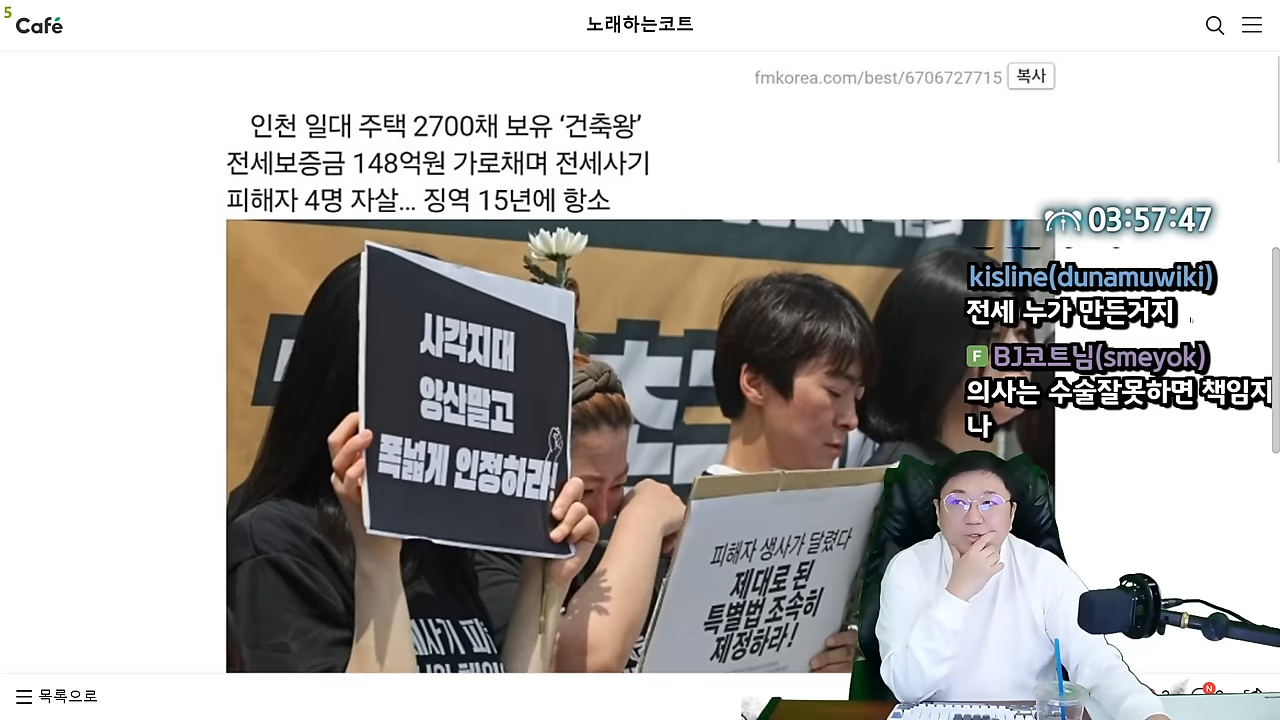 5
Café
노래하는코트
fmkorea.com/best/6706727715 복사
인천 일대 주택 2700채 보유 ‘건축왕’
전세보증금 148억원 가로채며 전세사기
피해자 4명 자살... 징역 15년에 항소
03:57:47
kisline(dunamuwiki)
전세 누가 만든거지
F BJ코트님(smeyok)
의사는 수술잘못하면 책임지
나
시각지대
양산말고
폭넓게 인정하라!
피해자 생사가 달렸다
제대로 된
특별법 조속히
제정하라!
목록으로
N